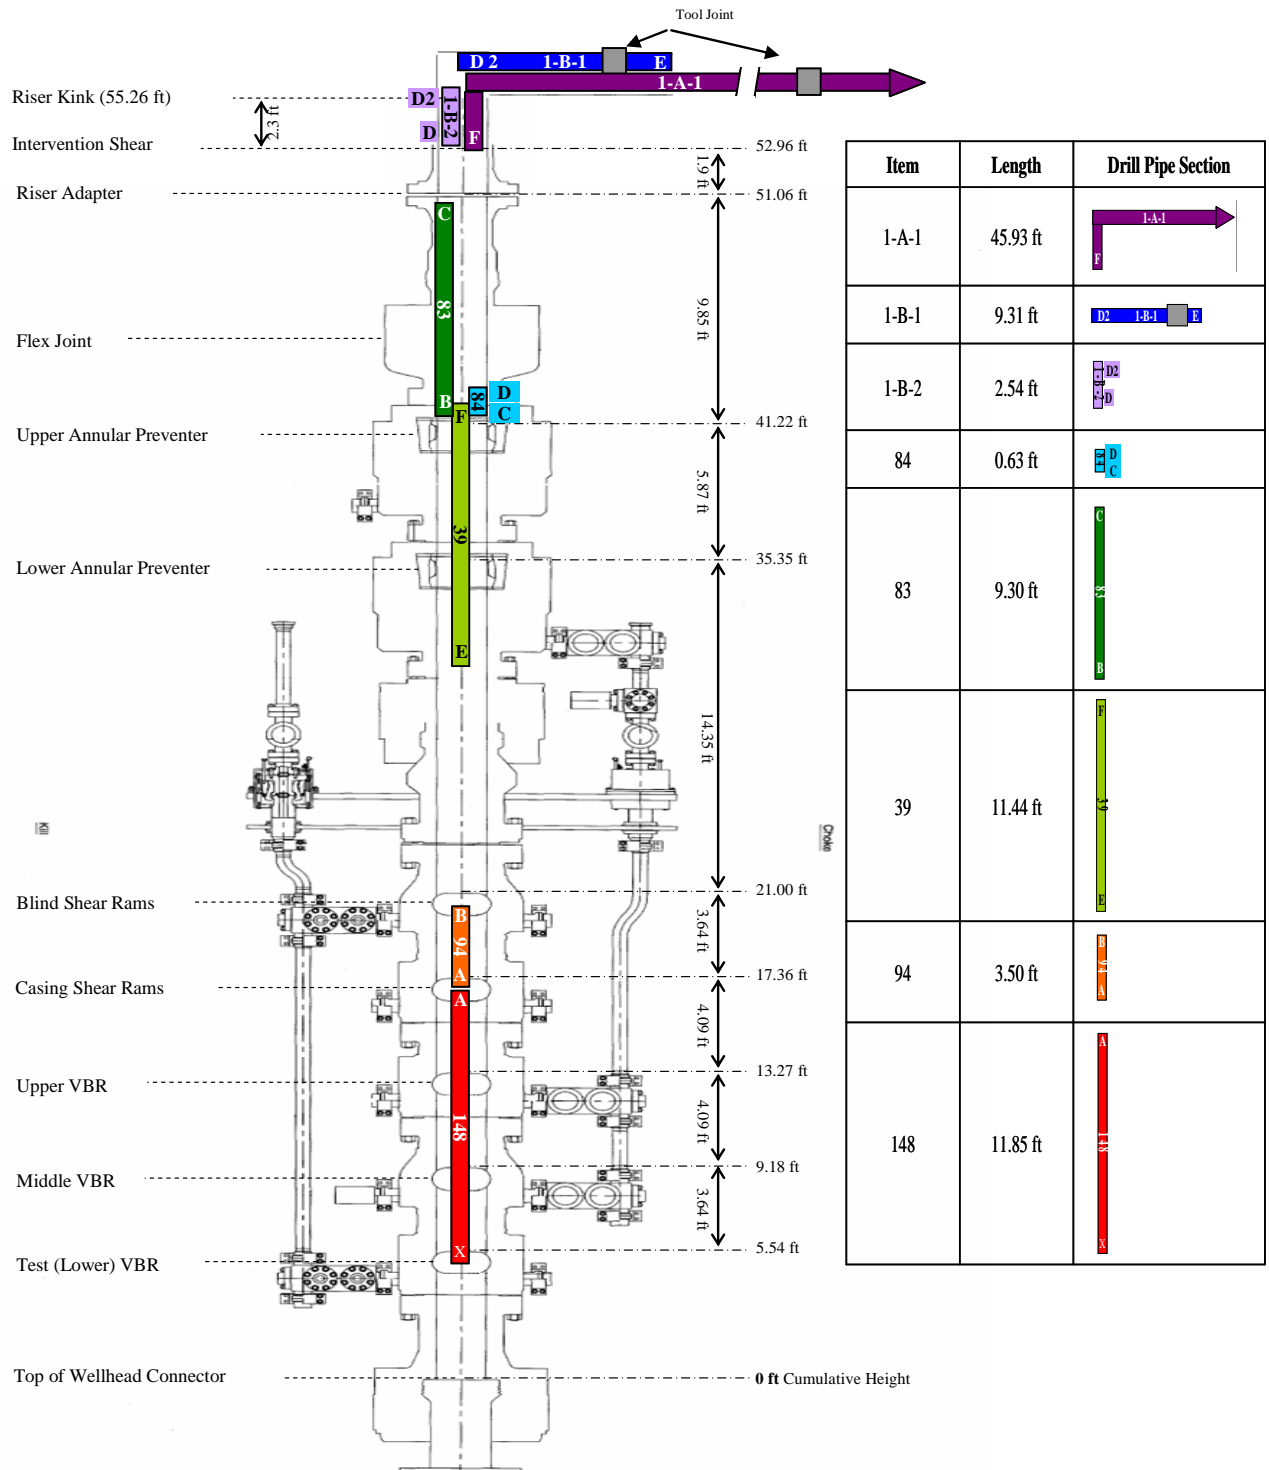 Tool Joint
D 2 1-B-1 E
1-A-1
Riser Kink (55.26 ft)
D2
1-B-2
D
F
2.3 ft
Intervention Shear
52.96 ft
1.9 ft
Riser Adapter
51.06 ft
C
83
B
9.85 ft
Flex Joint
84
D
C
F
41.22 ft
Upper Annular Preventer
5.87 ft
39
35.35 ft
Lower Annular Preventer
E
14.35 ft
Kill
Choke
21.00 ft
Blind Shear Rams
B
94
A
3.64 ft
17.36 ft
Casing Shear Rams
A
4.09 ft
13.27 ft
Upper VBR
148
4.09 ft
9.18 ft
Middle VBR
3.64 ft
5.54 ft
X
Test (Lower) VBR
Top of Wellhead Connector
0 ft Cumulative Height
Item Length Drill Pipe Section
1-A-1 45.93 ft 1-A-1 F
1-B-1 9.31 ft D2 1-B-1 E
1-B-2 2.54 ft 1-B-2 D2 D
84 0.63 ft 84 D C
83 9.30 ft C 83 B
39 11.44 ft F 39 E
94 3.50 ft B 94 A
148 11.85 ft A 148 X